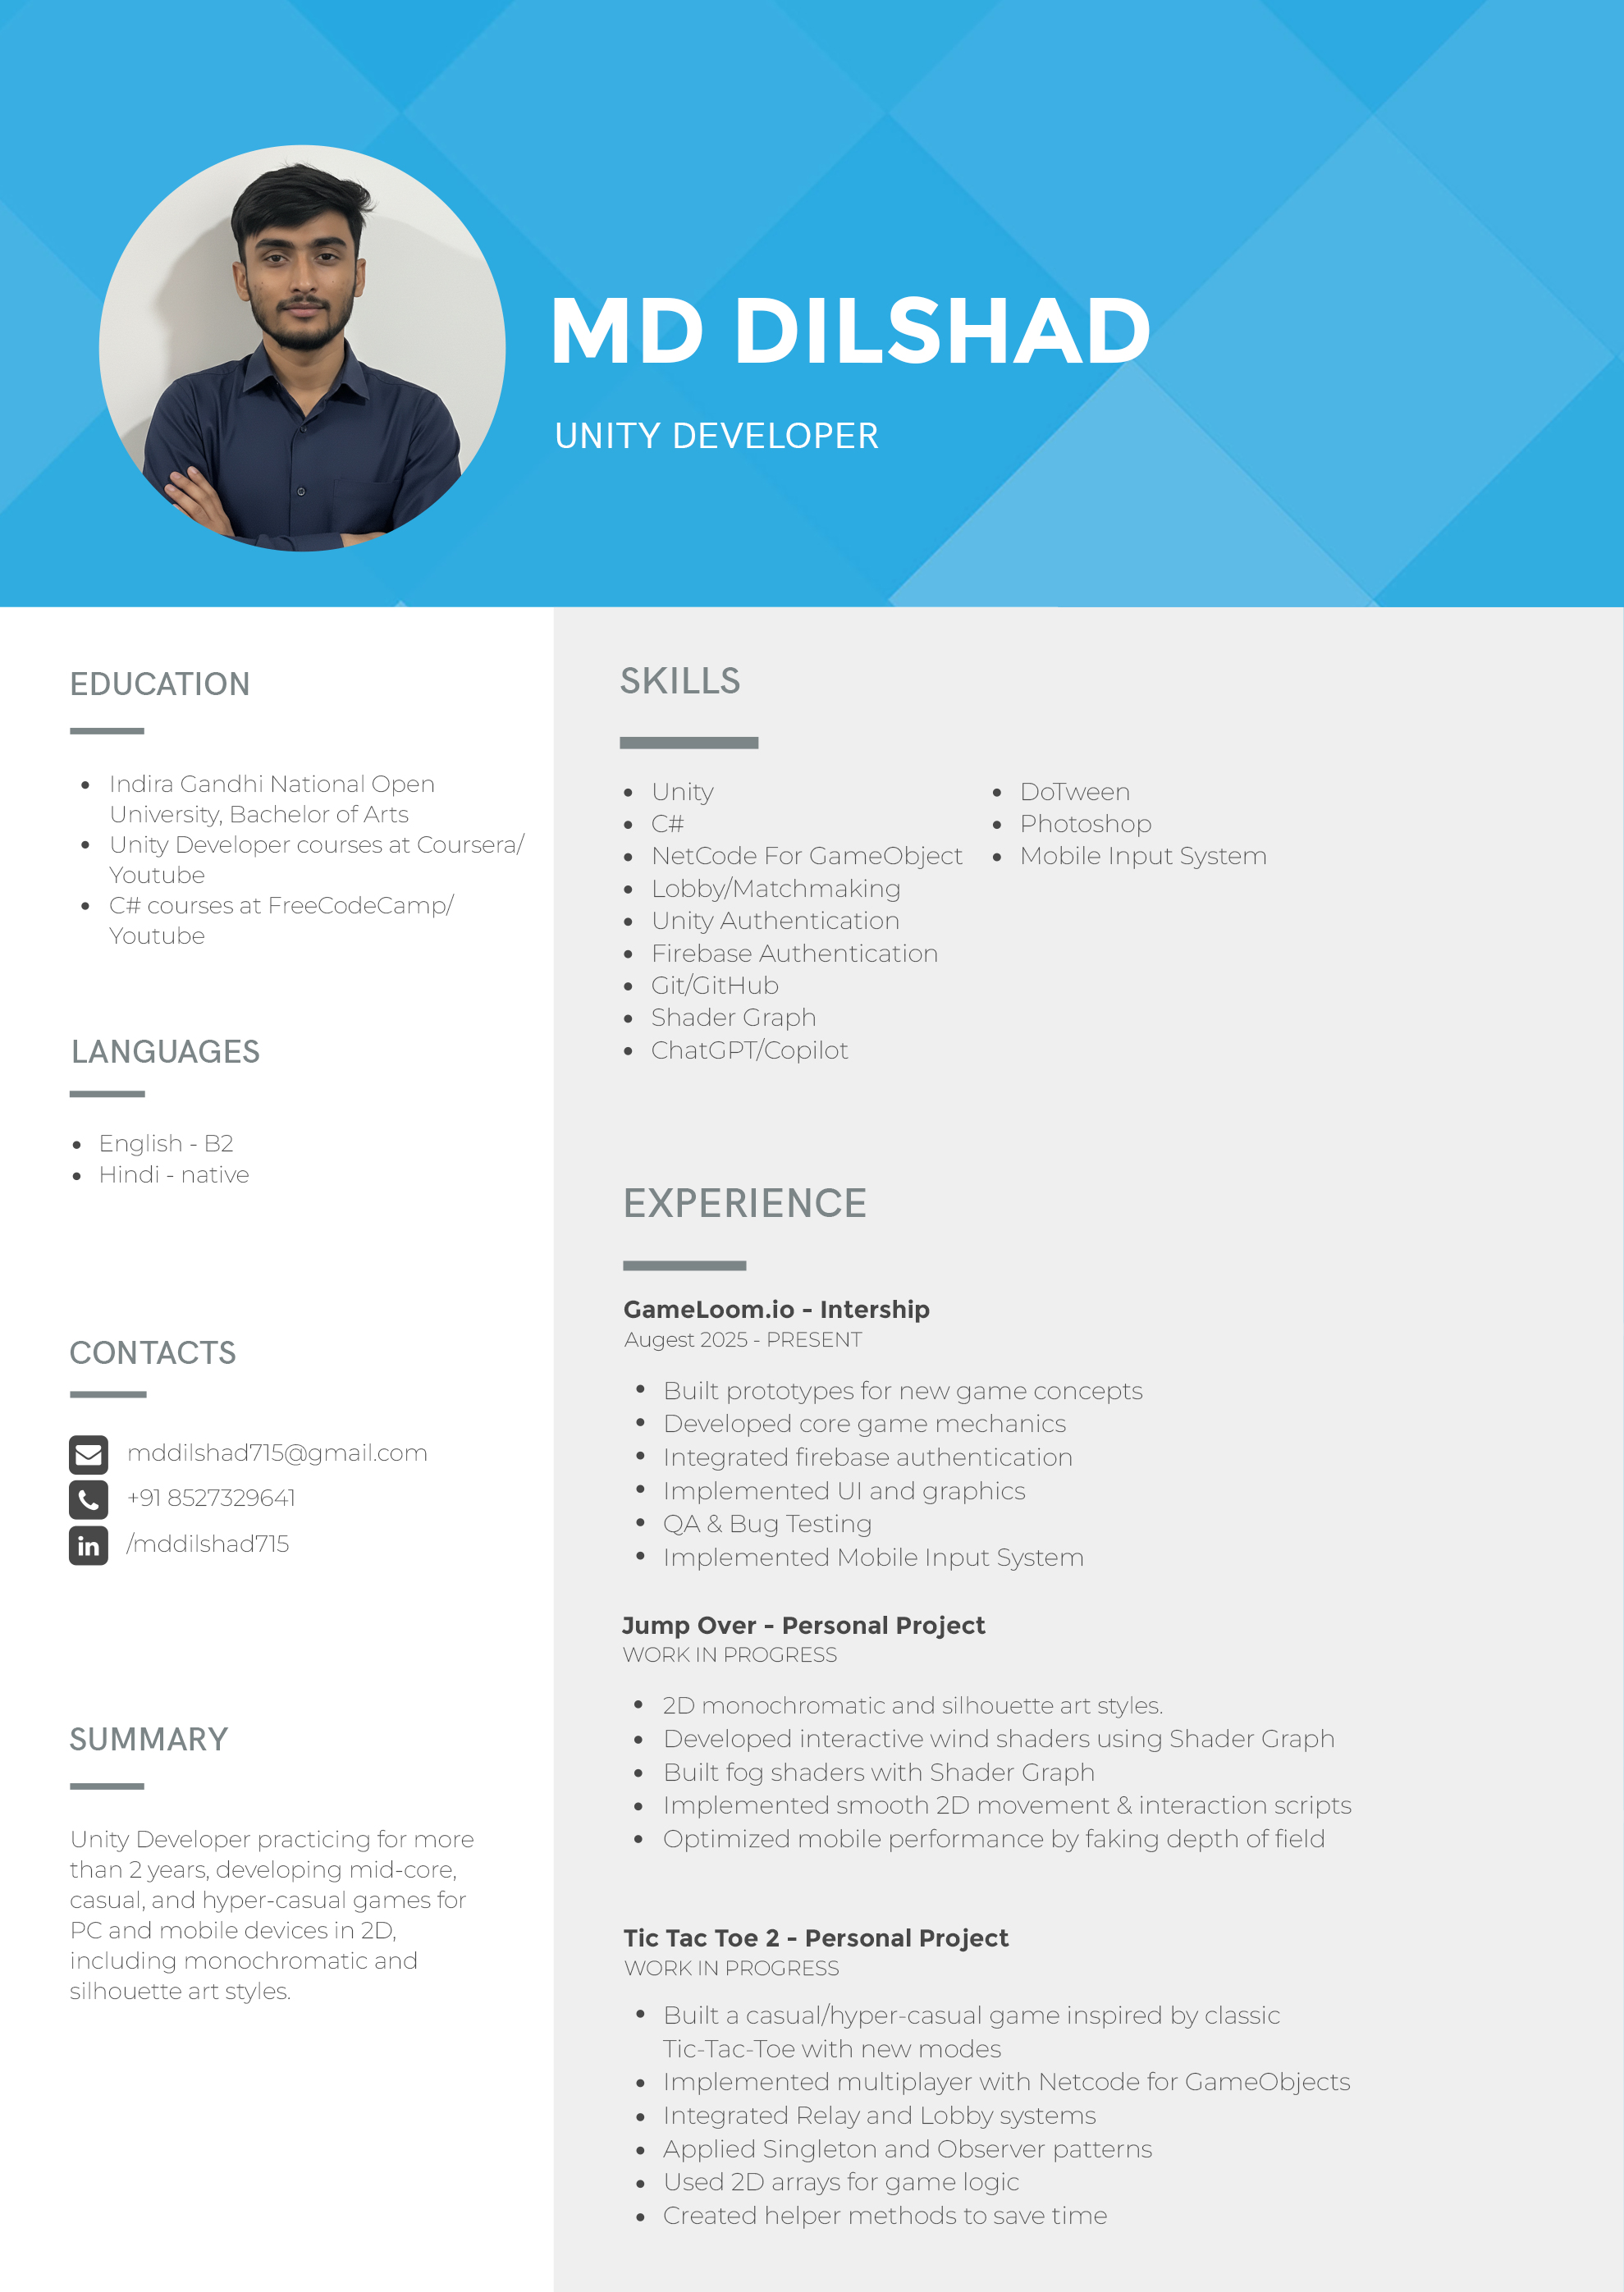 MD DILSHAD
UNITY DEVELOPER
EDUCATION
Indira Gandhi National Open
University, Bachelor of Arts
Unity Developer courses at Coursera/
Youtube
C# courses at FreeCodeCamp/
Youtube
LANGUAGES
English - B2
Hindi - native
CONTACTS
mddilshad715@gmail.com
+91 8527329641
in /mddilshad715
SUMMARY
Unity Developer practicing for more
than 2 years, developing mid-core,
casual, and hyper-casual games for
PC and mobile devices in 2D,
including monochromatic and
silhouette art styles.
SKILLS
Unity
C#
NetCode For GameObject
Lobby/Matchmaking
Unity Authentication
Firebase Authentication
Git/GitHub
Shader Graph
ChatGPT/Copilot
DoTween
Photoshop
Mobile Input System
EXPERIENCE
GameLoom.io - Intership
Augest 2025 - PRESENT
Built prototypes for new game concepts
Developed core game mechanics
Integrated firebase authentication
Implemented UI and graphics
QA & Bug Testing
Implemented Mobile Input System
Jump Over - Personal Project
WORK IN PROGRESS
2D monochromatic and silhouette art styles.
Developed interactive wind shaders using Shader Graph
Built fog shaders with Shader Graph
Implemented smooth 2D movement & interaction scripts
Optimized mobile performance by faking depth of field
Tic Tac Toe 2 - Personal Project
WORK IN PROGRESS
Built a casual/hyper-casual game inspired by classic
Tic-Tac-Toe with new modes
Implemented multiplayer with Netcode for GameObjects
Integrated Relay and Lobby systems
Applied Singleton and Observer patterns
Used 2D arrays for game logic
Created helper methods to save time